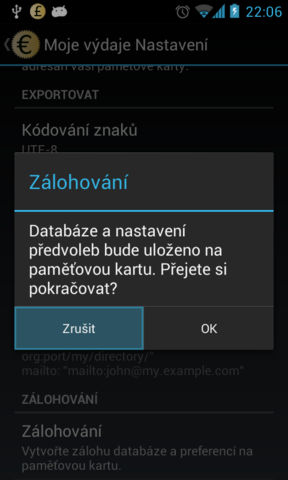 22:06
Moje výdaje Nastavení
adresáři vaší paměťové karty.
EXPORTOVAT
Kódování znaků
UTF-8
Zálohování
Databáze a nastavení
předvoleb bude uloženo na
paměťovou kartu. Přejete si
pokračovat?
Zrušit
OK
org:port/my/directory/"
mailto: "mailto:john@my.example.com"
ZÁLOHOVÁNÍ
Zálohování
Vytvořte zálohu databáze a preferencí na
paměťovou kartu.